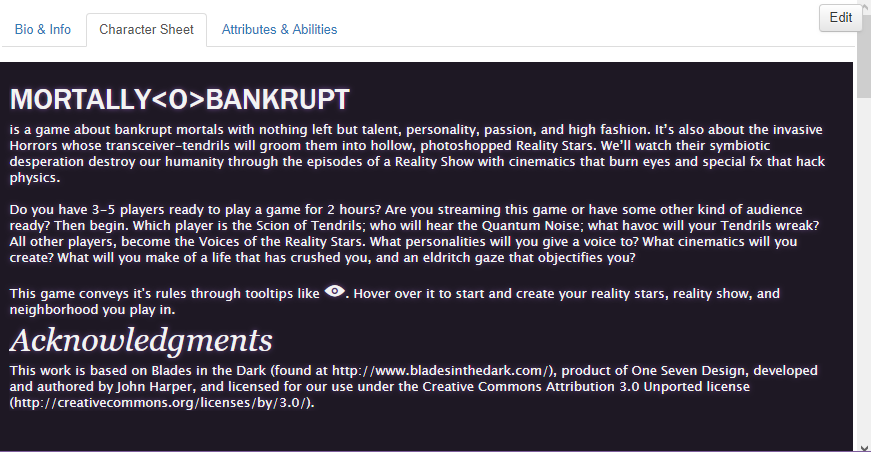 Bio & Info
Character Sheet
Attributes & Abilities
Edit
MORTALLY<O>BANKRUPT
is a game about bankrupt mortals with nothing left but talent, personality, passion, and high fashion. It's also about the invasive
Horrors whose transceiver-tendrils will groom them into hollow, photoshopped Reality Stars. We'll watch their symbiotic
desperation destroy our humanity through the episodes of a Reality Show with cinematics that burn eyes and special fx that hack
physics.
Do you have 3-5 players ready to play a game for 2 hours? Are you streaming this game or have some other kind of audience
ready? Then begin. Which player is the Scion of Tendrils; who will hear the Quantum Noise; what havoc will your Tendrils wreak?
All other players, become the Voices of the Reality Stars. What personalities will you give a voice to? What cinematics will you
create? What will you make of a life that has crushed you, and an eldritch gaze that objectifies you?
This game conveys it's rules through tooltips like . Hover over it to start and create your reality stars, reality show, and
neighborhood you play in.
Acknowledgments
This work is based on Blades in the Dark (found at http://www.bladesinthedark.com/), product of One Seven Design, developed
and authored by John Harper, and licensed for our use under the Creative Commons Attribution 3.0 Unported license
(http://creativecommons.org/licenses/by/3.0/).